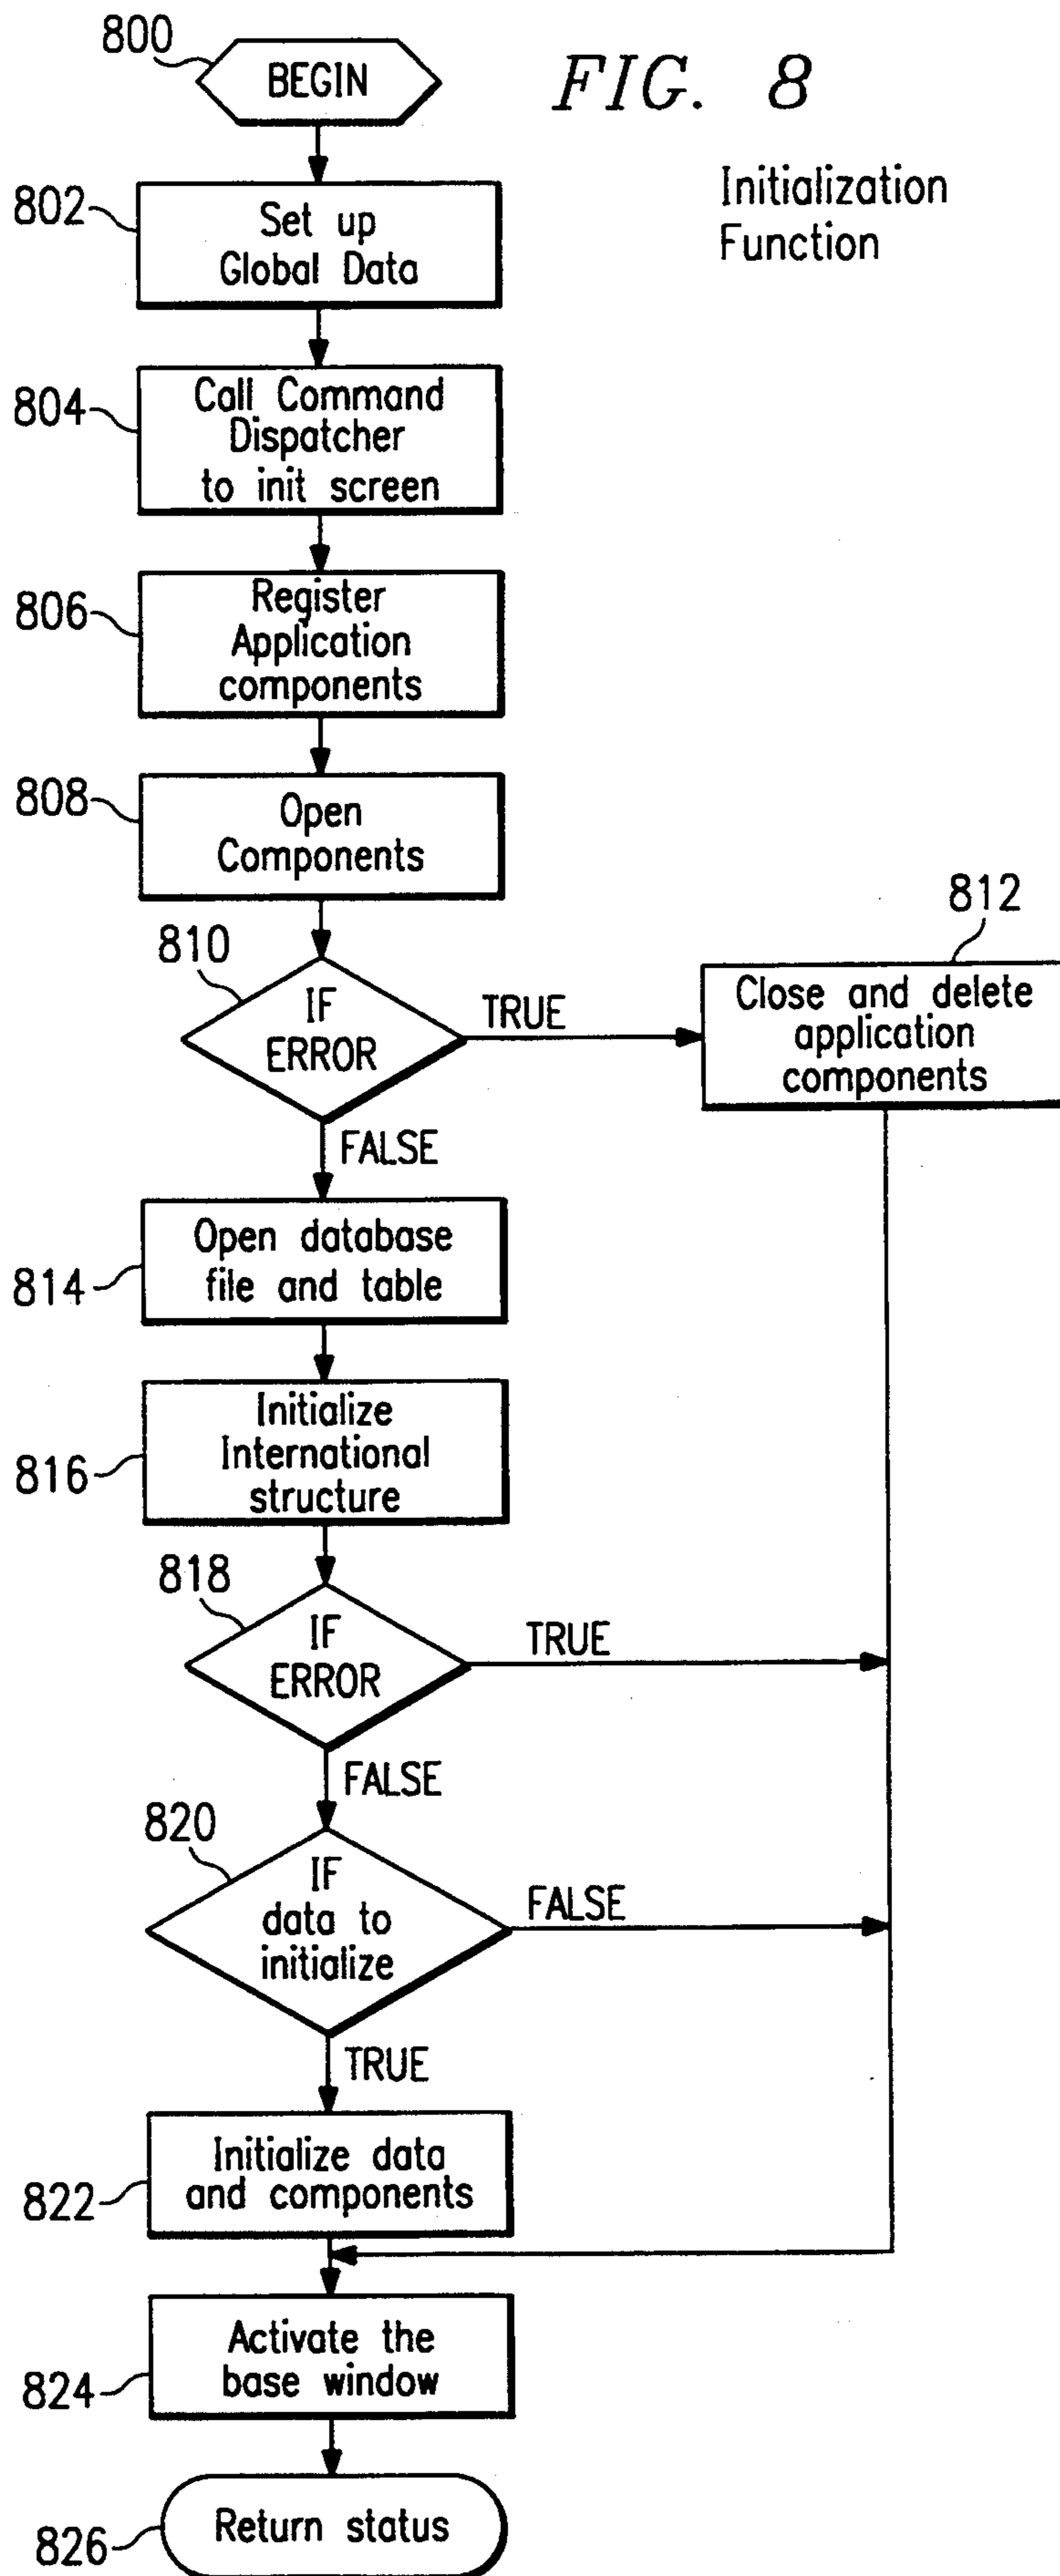 800
BEGIN
FIG. 8
Initialization
Function
802
Set up
Global Data
804
Call Command
Dispatcher
to init screen
806
Register
Application
components
808
Open
Components
810
IF
ERROR
TRUE
812
Close and delete
application
components
FALSE
814
Open database
file and table
816
Initialize
International
structure
818
IF
ERROR
TRUE
FALSE
820
IF
data to
initialize
FALSE
TRUE
822
Initialize data
and components
824
Activate the
base window
826
Return status